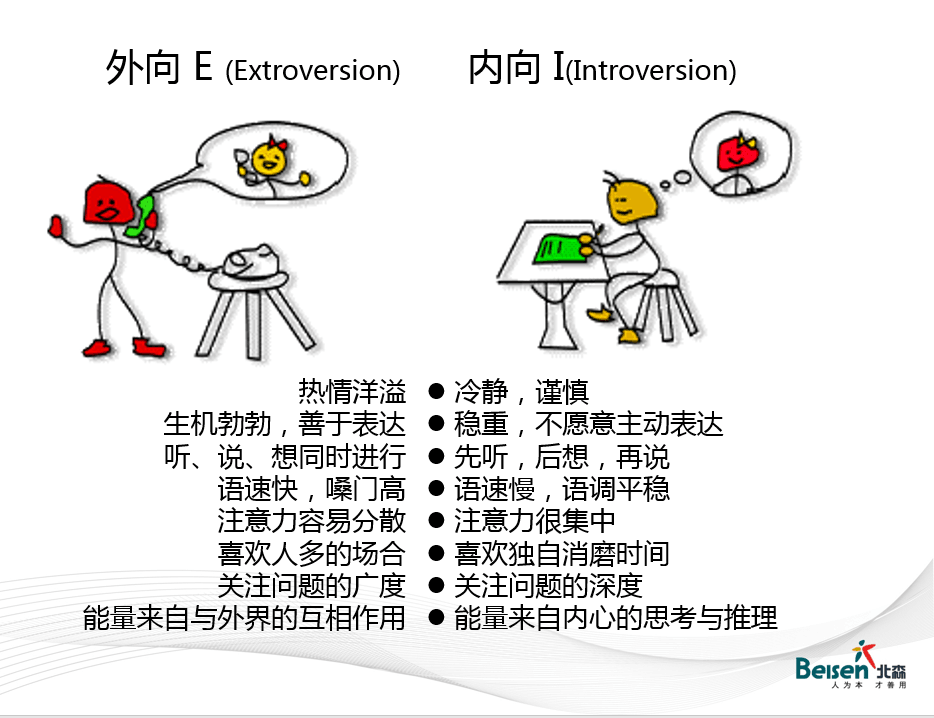 外向 E (Extroversion) 内向 I(Introversion)
热情洋溢 ● 冷静，谨慎
生机勃勃，善于表达 ● 稳重，不愿意主动表达
听、说、想同时进行 ● 先听，后想，再说
语速快，嗓门高 ● 语速慢，语调平稳
注意力容易分散 ● 注意力很集中
喜欢人多的场合 ● 喜欢独自消磨时间
关注问题的广度 ● 关注问题的深度
能量来自与外界的互相作用 ● 能量来自内心的思考与推理
Beisen 北森
人为本 才善用